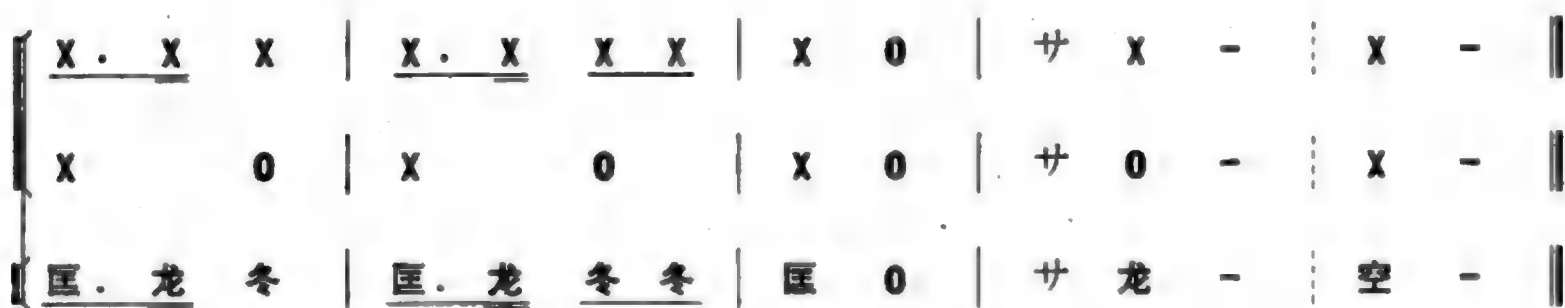 X. X X | X. X X X | X 0 | サ X - ┊ X - ‖
X 0 | X 0 | X 0 | サ 0 - ┊ X - ‖
匡. 龙 冬 | 匡. 龙 冬 冬 | 匡 0 | サ 龙 - ┊ 空 - ‖